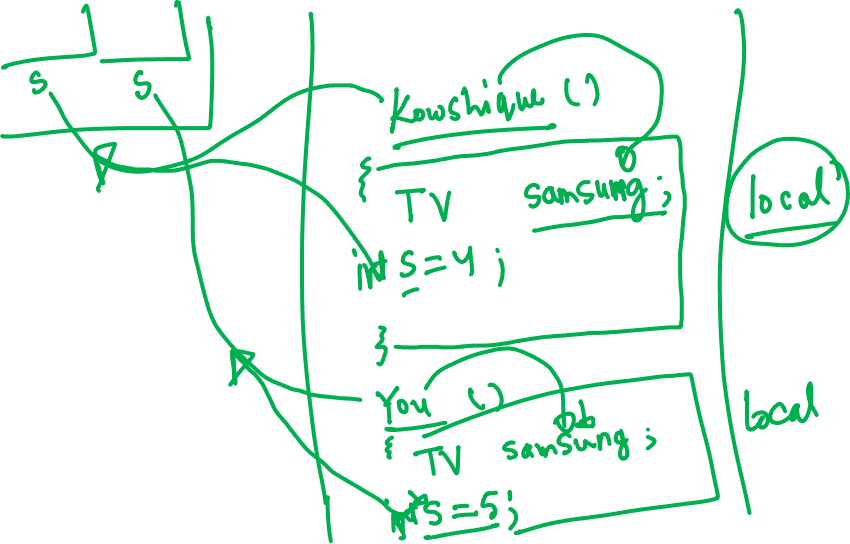 S S
Kowshique ()
{
TV samsung;
local
int S = 4;
}
You ()
local
{
TV samsung;
int S = 5;